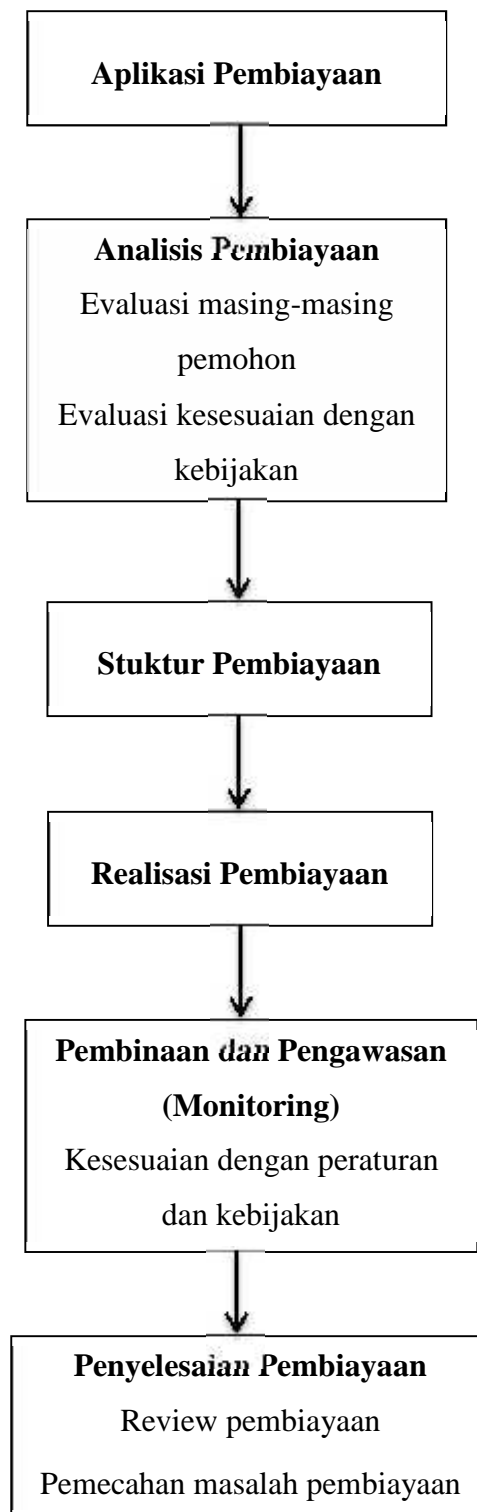 Aplikasi Pembiayaan
Analisis Pembiayaan
Evaluasi masing-masing
pemohon
Evaluasi kesesuaian dengan
kebijakan
Stuktur Pembiayaan
Realisasi Pembiayaan
Pembinaan dan Pengawasan
(Monitoring)
Kesesuaian dengan peraturan
dan kebijakan
Penyelesaian Pembiayaan
Review pembiayaan
Pemecahan masalah pembiayaan